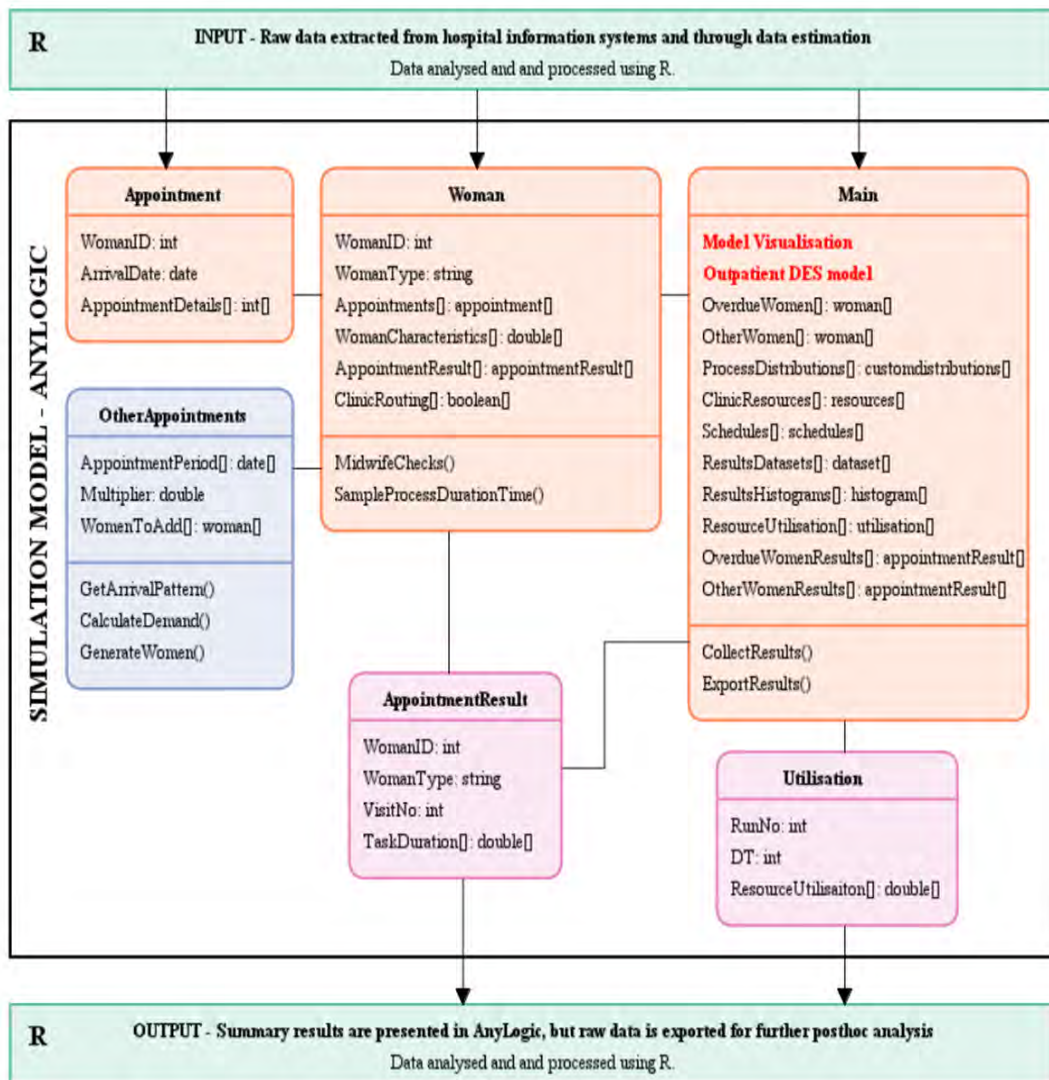 R
INPUT - Raw data extracted from hospital information systems and through data estimation
Data analysed and and processed using R.
SIMULATION MODEL - ANYLOGIC
Appointment
WomanID: int
ArrivalDate: date
AppointmentDetails[]: int[]
OtherAppointments
AppointmentPeriod[]: date[]
Multiplier: double
WomenToAdd[]: woman[]
GetArrivalPattern()
CalculateDemand()
GenerateWomen()
Woman
WomanID: int
WomanType: string
Appointments[]: appointment[]
WomanCharacteristics[]: double[]
AppointmentResult[]: appointmentResult[]
ClinicRouting[]: boolean[]
MidwifeChecks()
SampleProcessDurationTime()
Main
Model Visualisation
Outpatient DES model
OverdueWomen[]: woman[]
OtherWomen[]: woman[]
ProcessDistributions[]: customdistributions[]
ClinicResources[]: resources[]
Schedules[]: schedules[]
ResultsDatasets[]: dataset[]
ResultsHistograms[]: histogram[]
ResourceUtilisation[]: utilisation[]
OverdueWomenResults[]: appointmentResult[]
OtherWomenResults[]: appointmentResult[]
CollectResults()
ExportResults()
AppointmentResult
WomanID: int
WomanType: string
VisitNo: int
TaskDuration[]: double[]
Utilisation
RunNo: int
DT: int
ResourceUtilisaiton[]: double[]
R
OUTPUT - Summary results are presented in AnyLogic, but raw data is exported for further posthoc analysis
Data analysed and and processed using R.